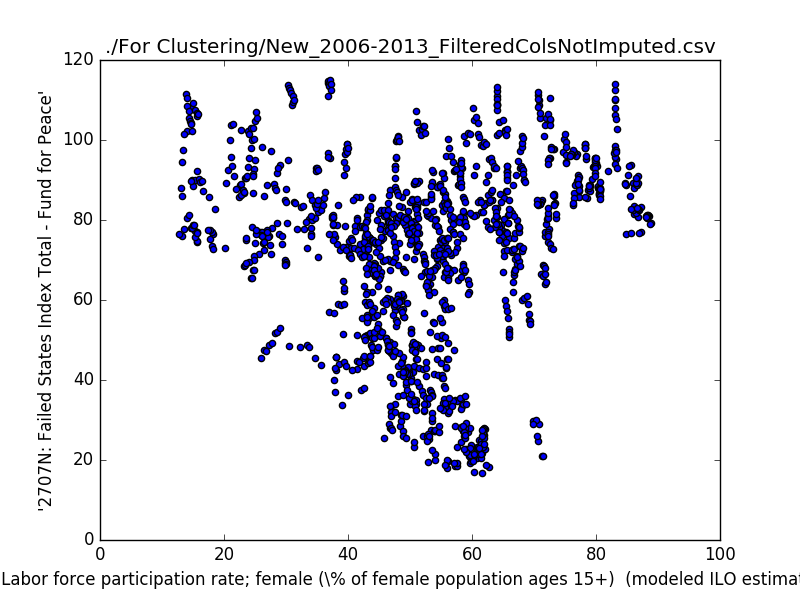 ./For Clustering/New_2006-2013_FilteredColsNotImputed.csv
120
100
80
60
40
20
0
'2707N: Failed States Index Total - Fund for Peace'
0 20 40 60 80 100
Labor force participation rate; female (\% of female population ages 15+) (modeled ILO estimat